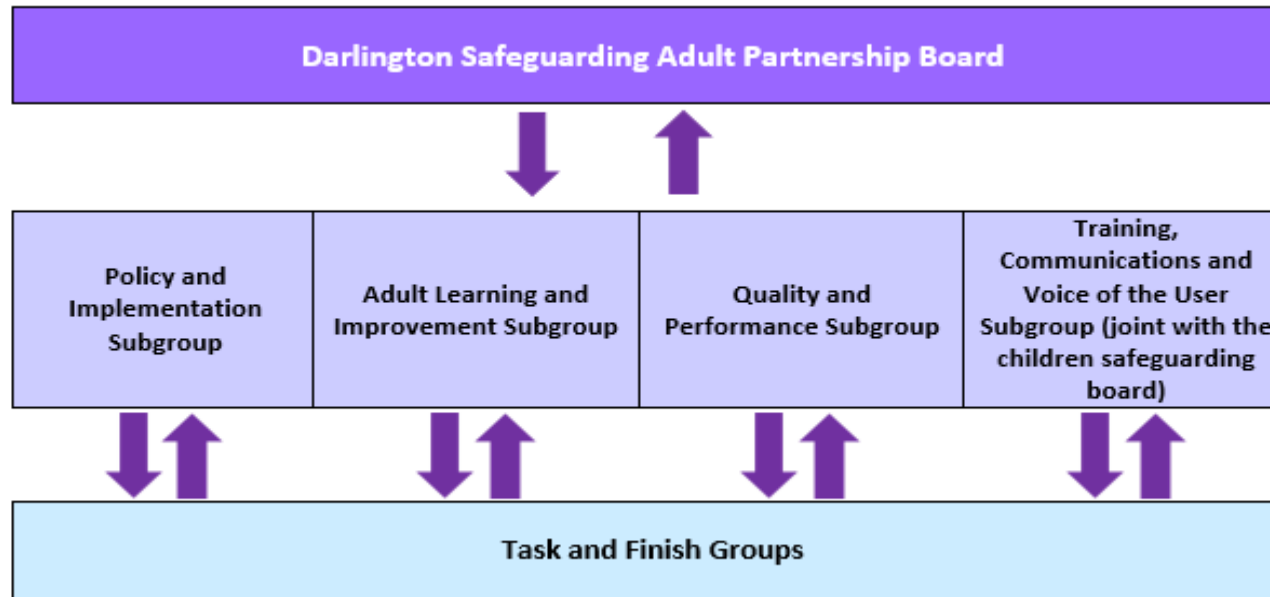 Darlington Safeguarding Adult Partnership Board
Policy and
Implementation
Subgroup
Adult Learning and
Improvement Subgroup
Quality and
Performance Subgroup
Training,
Communications and
Voice of the User
Subgroup (joint with the
children safeguarding
board)
Task and Finish Groups